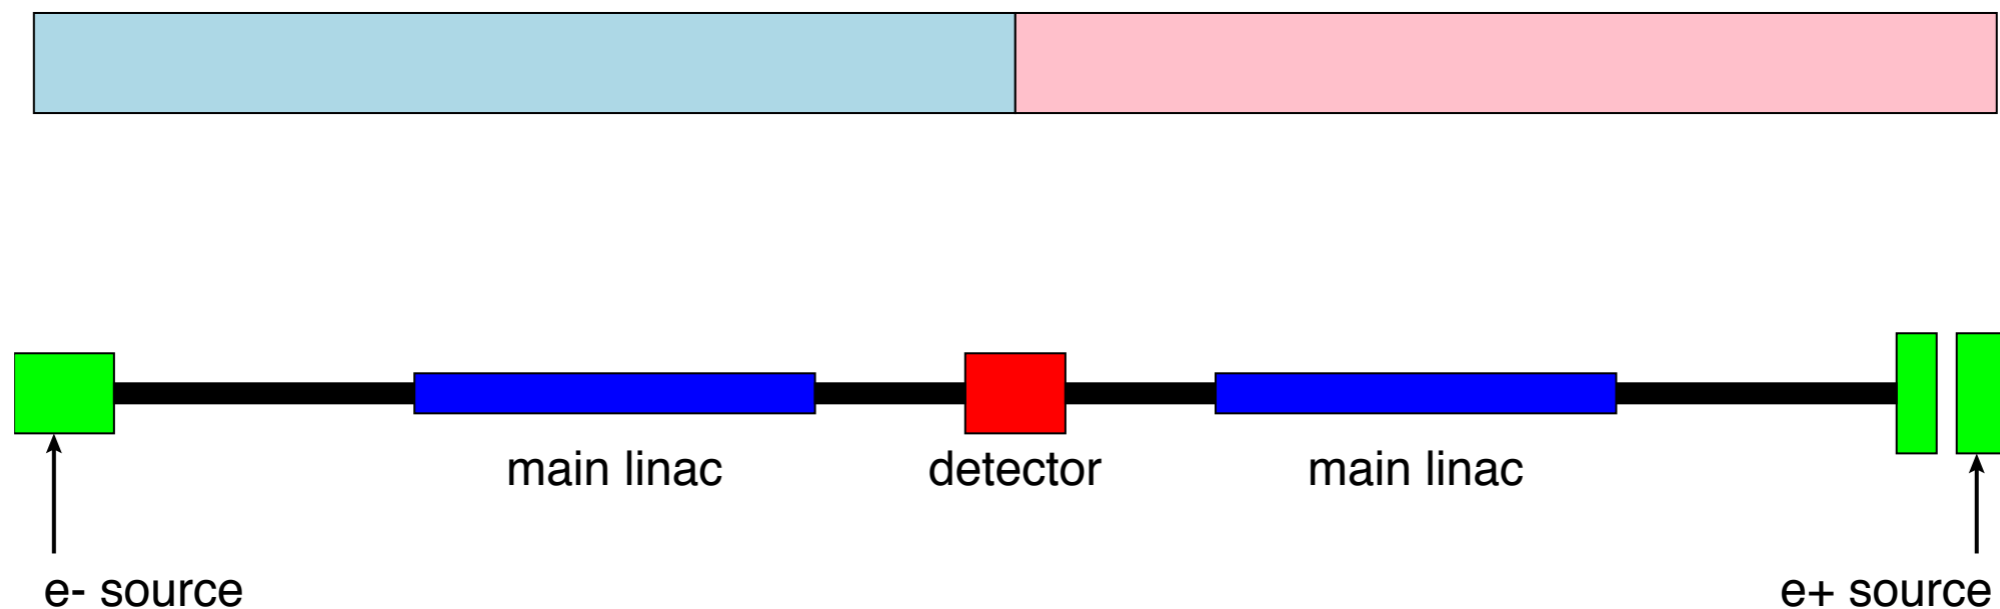 main linac
detector
main linac
e- source
e+ source